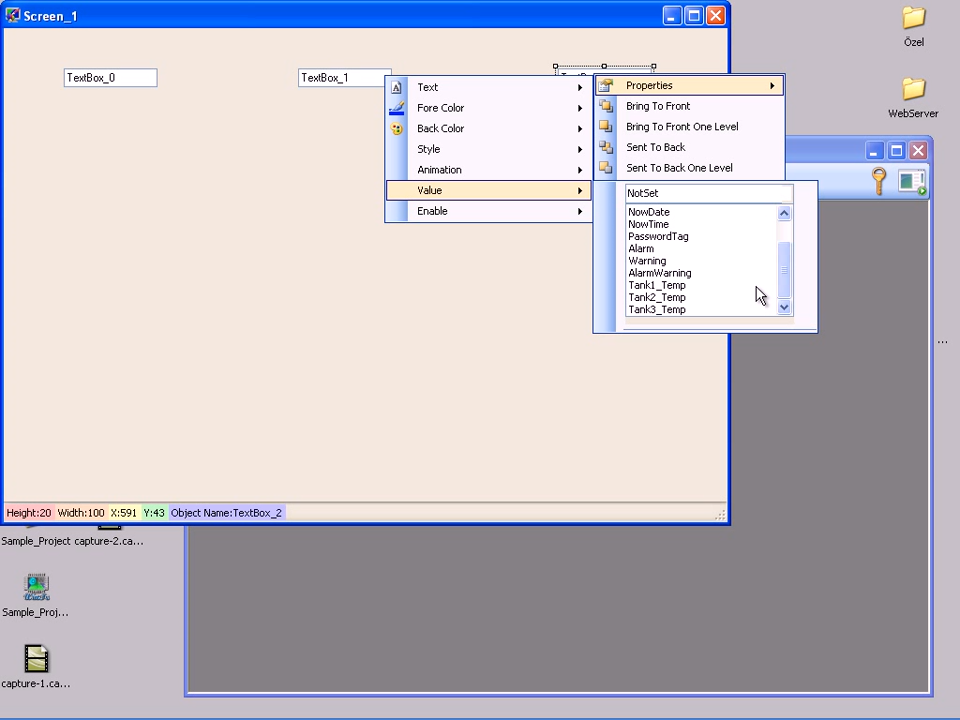 Screen_1
Özel
WebServer
TextBox_0
TextBox_1
Text
Fore Color
Back Color
Style
Animation
Value
Enable
Properties
Bring To Front
Bring To Front One Level
Sent To Back
Sent To Back One Level
NotSet
NowDate
NowTime
PasswordTag
Alarm
Warning
AlarmWarning
Tank1_Temp
Tank2_Temp
Tank3_Temp
...
Height:20 Width:100 X:591 Y:43 Object Name:TextBox_2
Sample_Project capture-2.ca...
Sample_Proj...
capture-1.ca...